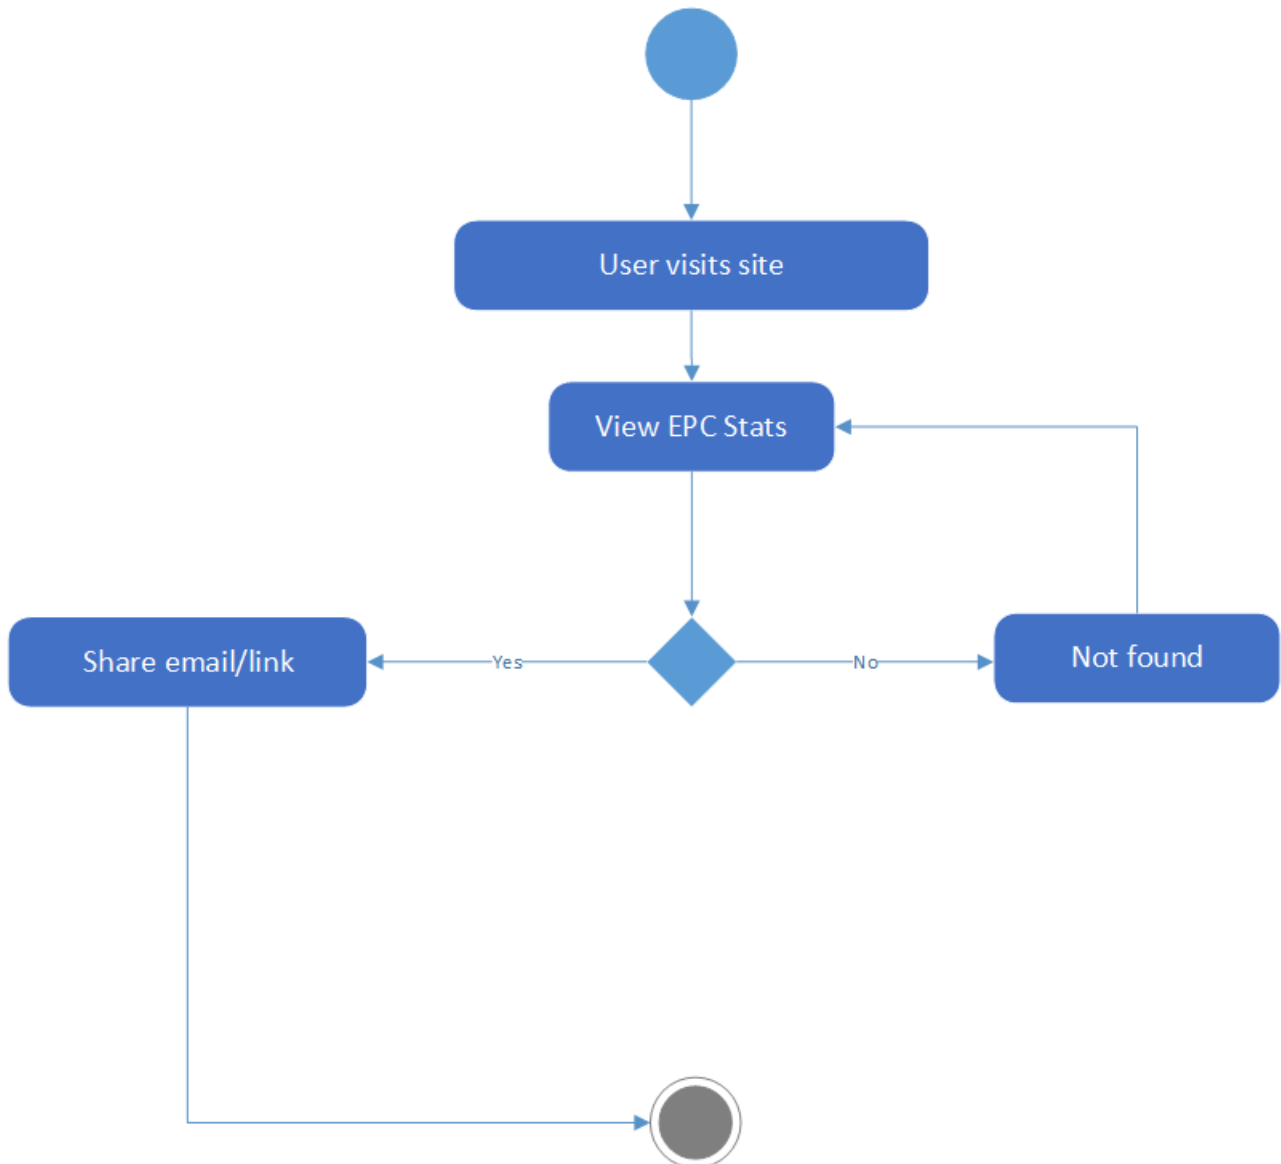 User visits site
View EPC Stats
Share email/link
Yes
No
Not found